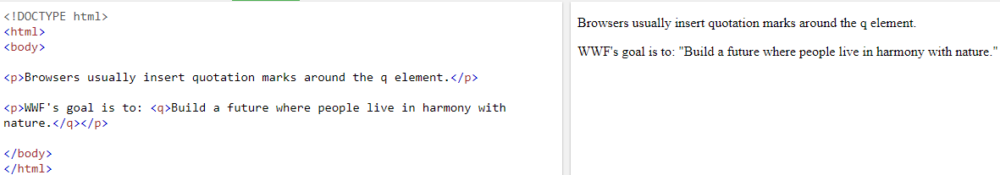 <!DOCTYPE html>
<html>
<body>
<p>Browsers usually insert quotation marks around the q element.</p>
<p>WWF's goal is to: <q>Build a future where people live in harmony with
nature.</q></p>
</body>
</html>
Browsers usually insert quotation marks around the q element.
WWF's goal is to: "Build a future where people live in harmony with nature."